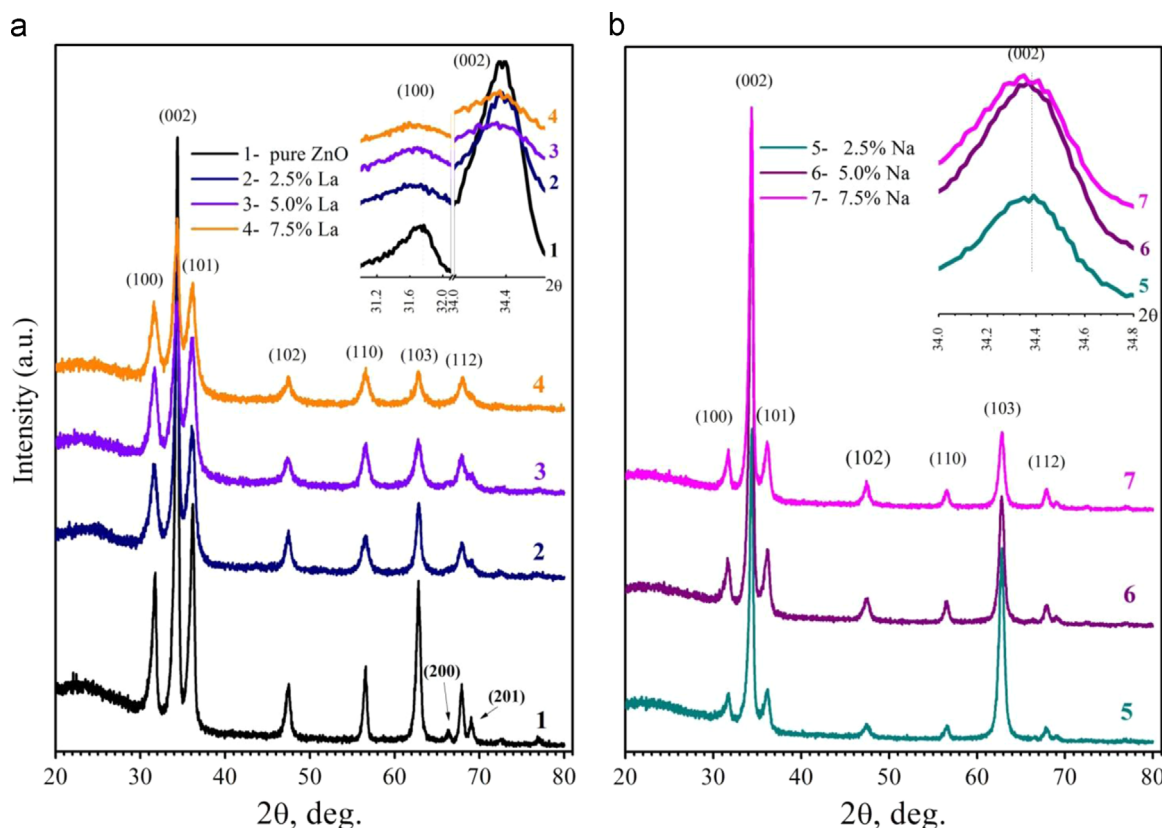 a
(002)
(100)
(101)
1- pure ZnO
2- 2.5% La
3- 5.0% La
4- 7.5% La
(100)
(002)
4
3
2
1
2θ
31.2
31.6
32.0
34.0
34.4
(102)
(110)
(103)
(112)
4
3
2
(200)
(201)
1
Intensity (a.u.)
20 30 40 50 60 70 80
2θ, deg.
b
(002)
5- 2.5% Na
6- 5.0% Na
7- 7.5% Na
(002)
7
6
5
2θ
34.0
34.2
34.4
34.6
34.8
(100)
(101)
(102)
(110)
(103)
(112)
7
6
5
20 30 40 50 60 70 80
2θ, deg.